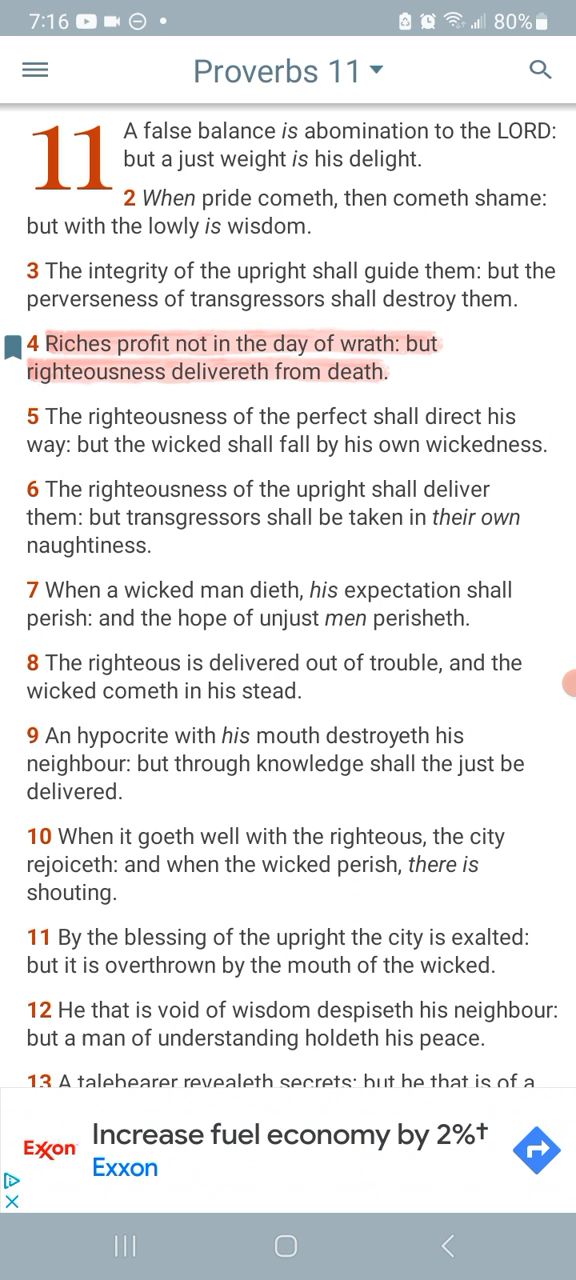 7:16
80%
Proverbs 11
11 A false balance is abomination to the LORD:
but a just weight is his delight.
2 When pride cometh, then cometh shame:
but with the lowly is wisdom.
3 The integrity of the upright shall guide them: but the
perverseness of transgressors shall destroy them.
4 Riches profit not in the day of wrath: but
righteousness delivereth from death.
5 The righteousness of the perfect shall direct his
way: but the wicked shall fall by his own wickedness.
6 The righteousness of the upright shall deliver
them: but transgressors shall be taken in their own
naughtiness.
7 When a wicked man dieth, his expectation shall
perish: and the hope of unjust men perisheth.
8 The righteous is delivered out of trouble, and the
wicked cometh in his stead.
9 An hypocrite with his mouth destroyeth his
neighbour: but through knowledge shall the just be
delivered.
10 When it goeth well with the righteous, the city
rejoiceth: and when the wicked perish, there is
shouting.
11 By the blessing of the upright the city is exalted:
but it is overthrown by the mouth of the wicked.
12 He that is void of wisdom despiseth his neighbour:
but a man of understanding holdeth his peace.
13 A talebearer revealeth secrets: but he that is of a
Exxon
Increase fuel economy by 2%†
Exxon